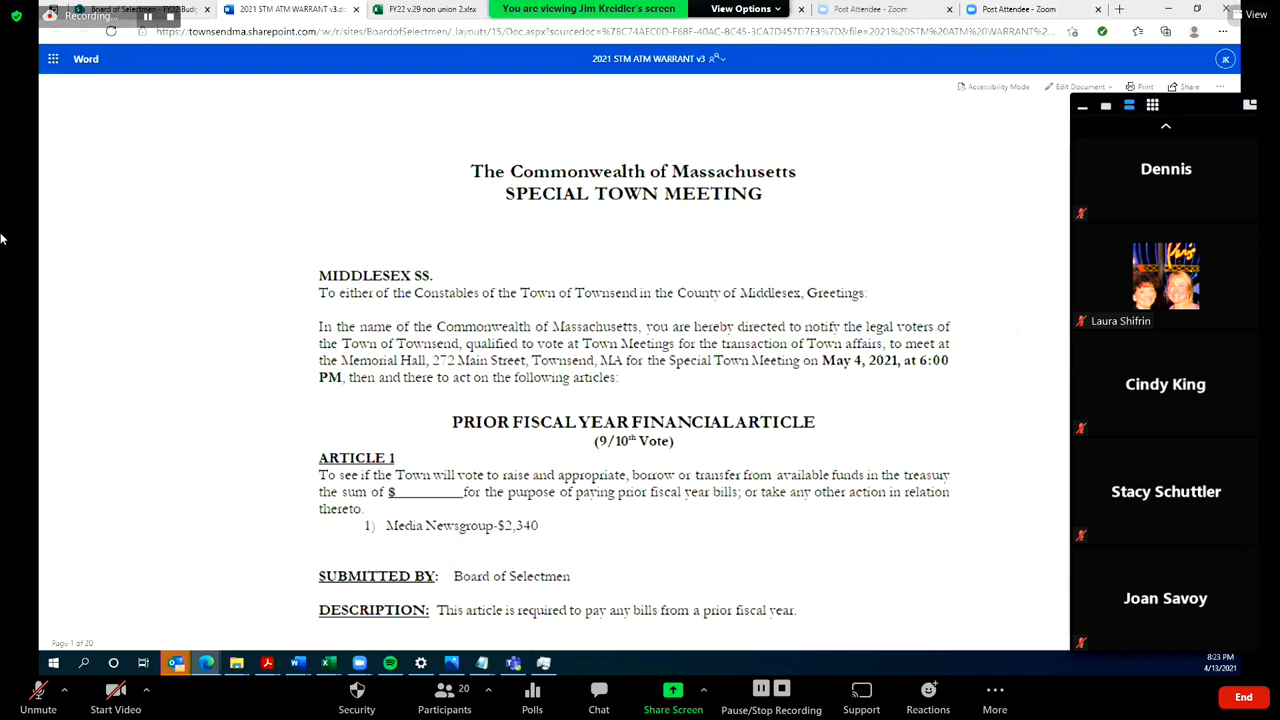 Recording...
Board of Selectmen - FY22 Budg
2021 STM ATM WARRANT v3.d
FY22 v.29 non union 2.xlsx
You are viewing Jim Kreidler's screen
View Options
Post Attendee - Zoom
Post Attendee - Zoom
View
Word
2021 STM ATM WARRANT v3
JK
Accessibility Mode
Edit Document
Print
Share
The Commonwealth of Massachusetts
SPECIAL TOWN MEETING
MIDDLESEX SS.
To either of the Constables of the Town of Townsend in the County of Middlesex, Greetings:
In the name of the Commonwealth of Massachusetts, you are hereby directed to notify the legal voters of
the Town of Townsend, qualified to vote at Town Meetings for the transaction of Town affairs, to meet at
the Memorial Hall, 272 Main Street, Townsend, MA for the Special Town Meeting on May 4, 2021, at 6:00
PM, then and there to act on the following articles:
PRIOR FISCAL YEAR FINANCIAL ARTICLE
(9/10th Vote)
ARTICLE 1
To see if the Town will vote to raise and appropriate, borrow or transfer from available funds in the treasury
the sum of $_________for the purpose of paying prior fiscal year bills; or take any other action in relation
thereto.
1) Media Newsgroup-$2,340
SUBMITTED BY: Board of Selectmen
DESCRIPTION: This article is required to pay any bills from a prior fiscal year.
Page 1 of 20
Dennis
Laura Shifrin
Cindy King
Stacy Schuttler
Joan Savoy
8:23 PM
4/13/2021
Unmute
Start Video
Security
Participants 20
Polls
Chat
Share Screen
Pause/Stop Recording
Support
Reactions
More
End